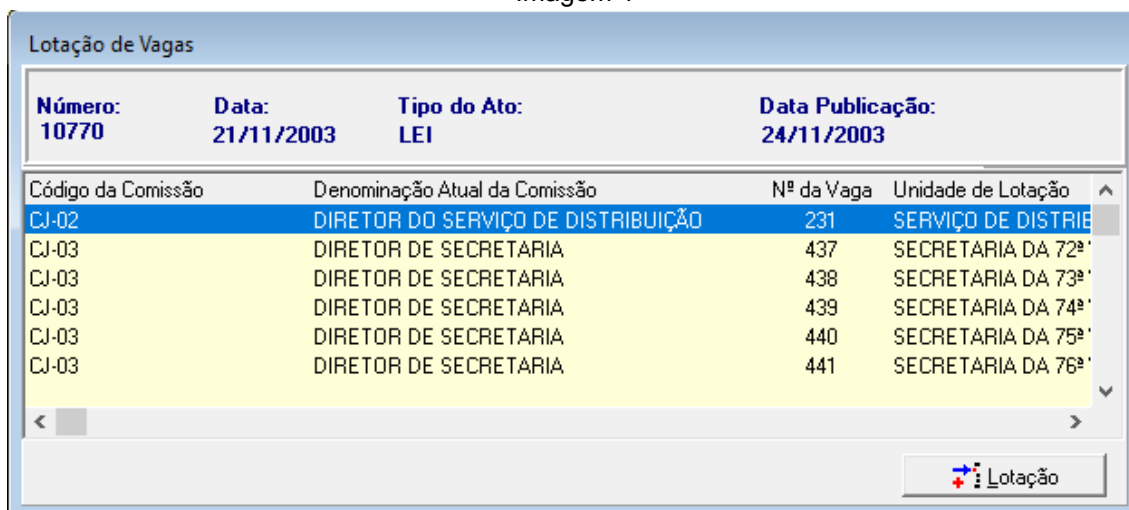 Lotação de Vagas
Número: Data: Tipo do Ato: Data Publicação:
10770 21/11/2003 LEI 24/11/2003
Código da Comissão Denominação Atual da Comissão Nº da Vaga Unidade de Lotação
CJ-02 DIRETOR DO SERVIÇO DE DISTRIBUIÇÃO 231 SERVIÇO DE DISTRIB
CJ-03 DIRETOR DE SECRETARIA 437 SECRETARIA DA 72ª
CJ-03 DIRETOR DE SECRETARIA 438 SECRETARIA DA 73ª
CJ-03 DIRETOR DE SECRETARIA 439 SECRETARIA DA 74ª
CJ-03 DIRETOR DE SECRETARIA 440 SECRETARIA DA 75ª
CJ-03 DIRETOR DE SECRETARIA 441 SECRETARIA DA 76ª
Lotação